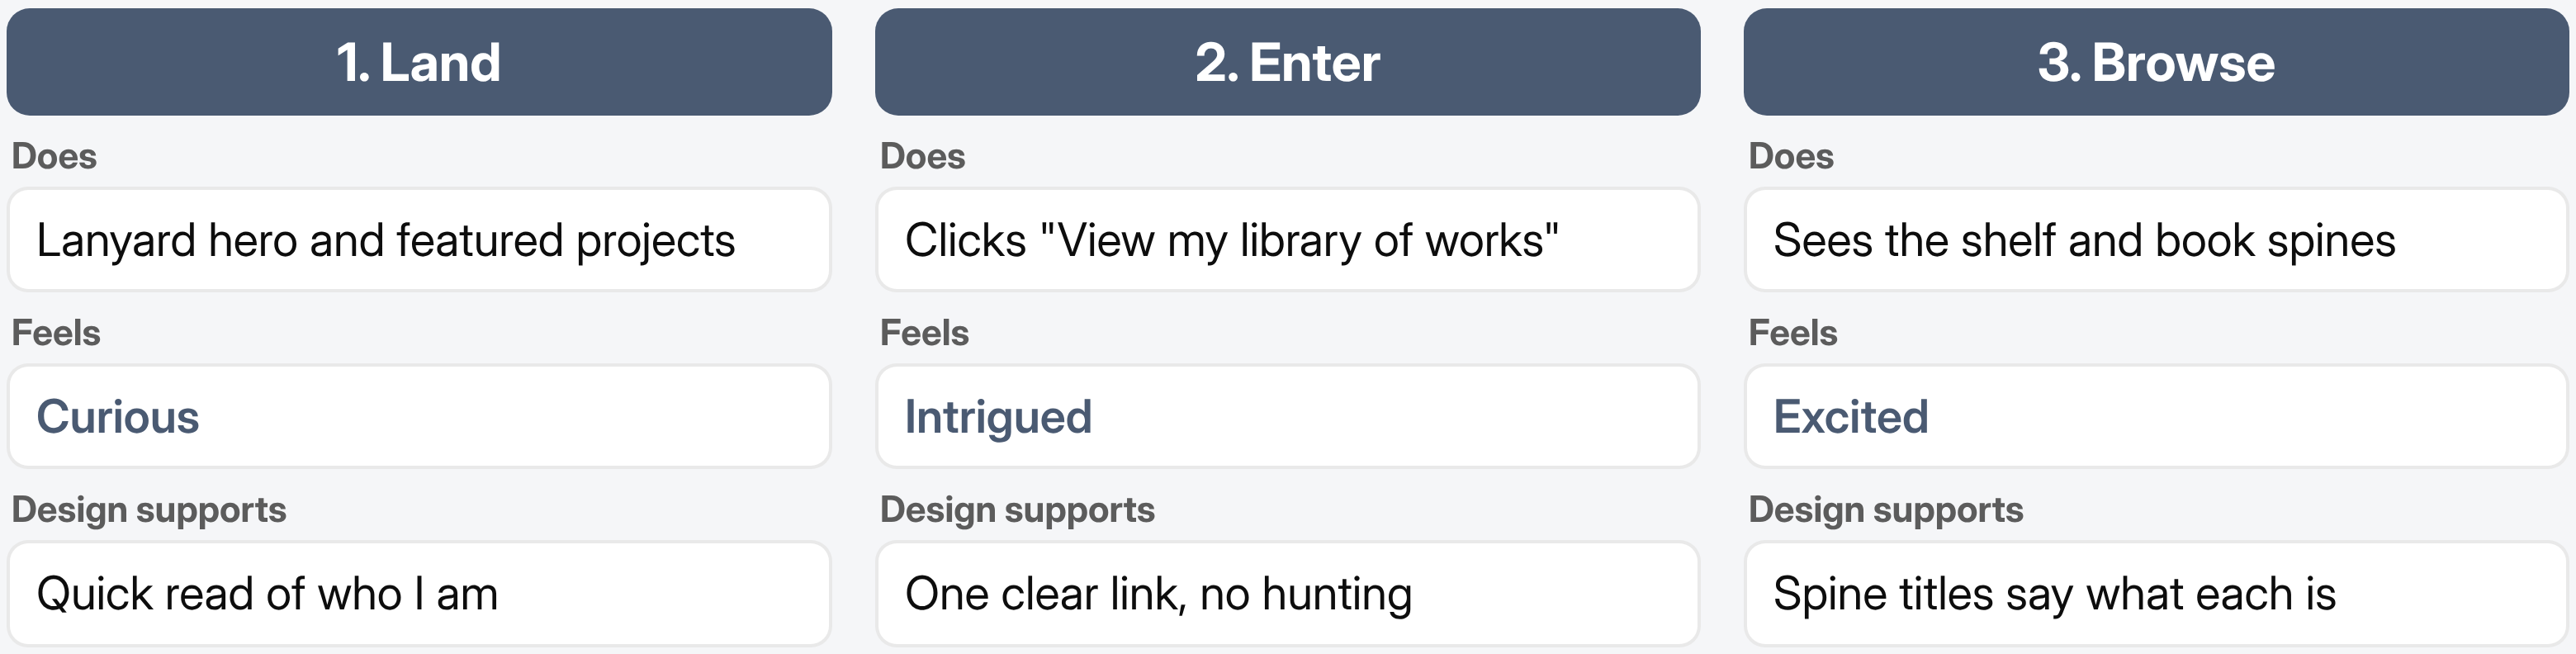 1. Land
Does
Lanyard hero and featured projects
Feels
Curious
Design supports
Quick read of who I am
2. Enter
Does
Clicks "View my library of works"
Feels
Intrigued
Design supports
One clear link, no hunting
3. Browse
Does
Sees the shelf and book spines
Feels
Excited
Design supports
Spine titles say what each is